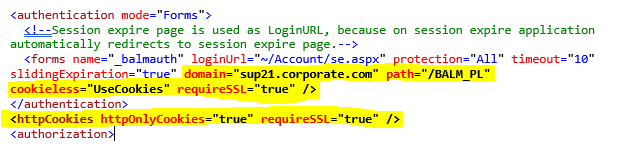 <authentication mode="Forms">
<!--Session expire page is used as LoginURL, because on session expire application
automatically redirects to session expire page.-->
<forms name="_balmauth" loginUrl="~/Account/se.aspx" protection="All" timeout="10"
slidingExpiration="true" domain="sup21.corporate.com" path="/BALM_PL"
cookieless="UseCookies" requireSSL="true" />
</authentication>
<httpCookies httpOnlyCookies="true" requireSSL="true" />
<authorization>